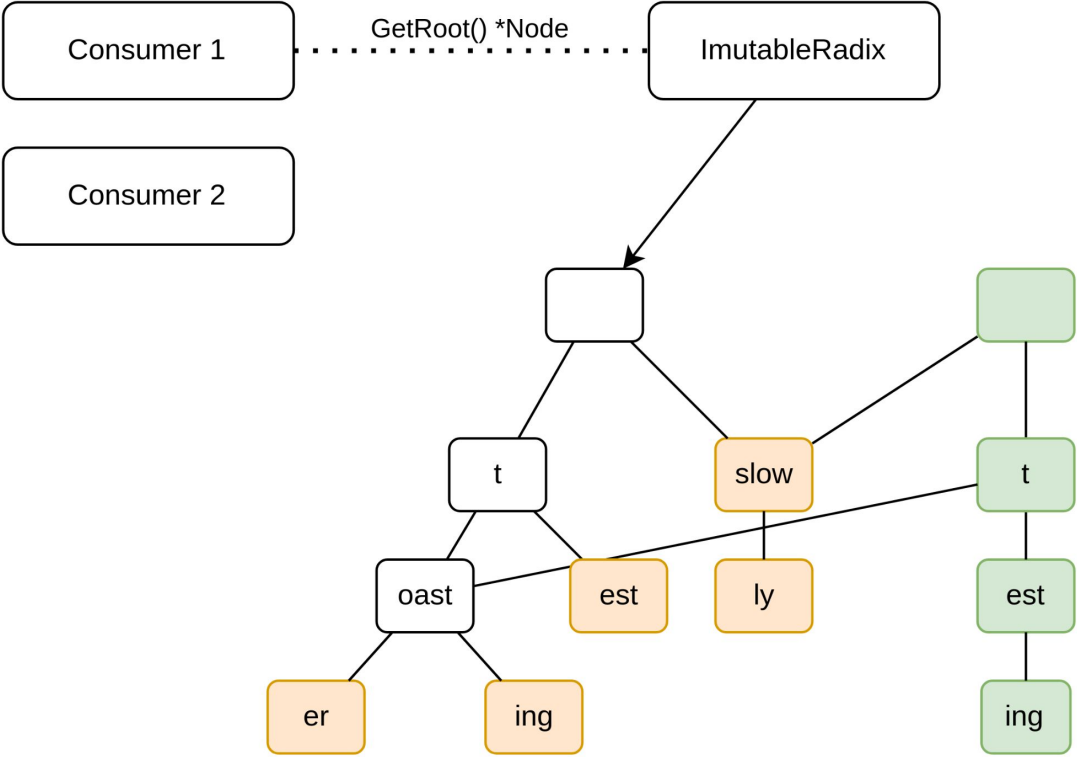 Consumer 1
GetRoot() *Node
ImutableRadix
Consumer 2
t
slow
t
oast
est
ly
est
er
ing
ing